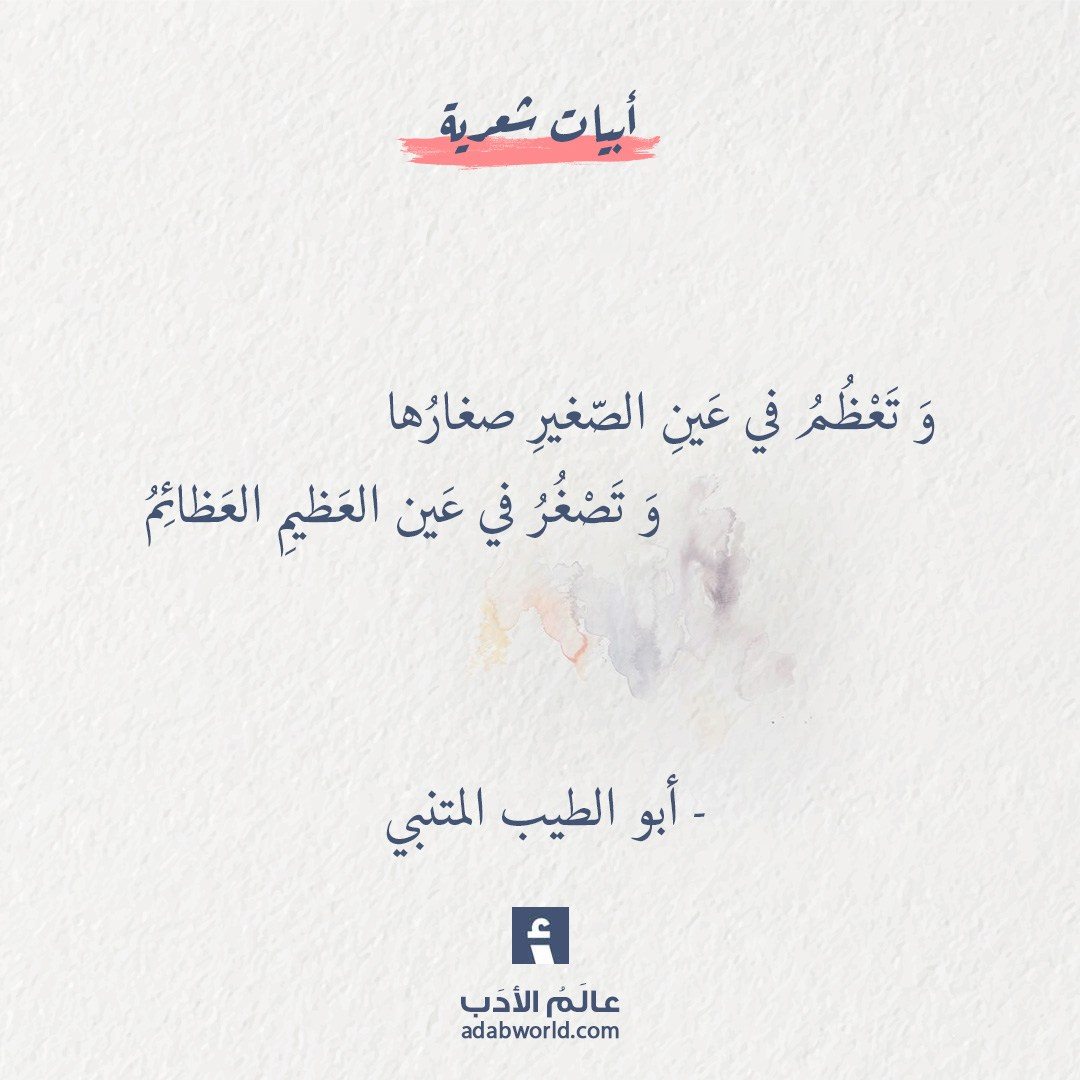 أبيات شعرية
وَ تَعْظُمُ في عَينِ الصّغيرِ صغارُها
وَ تَصْغُرُ في عَين العَظيمِ العَظائِمُ
- أبو الطيب المتنبي
أ
عالَمُ الأدَب
adabworld.com